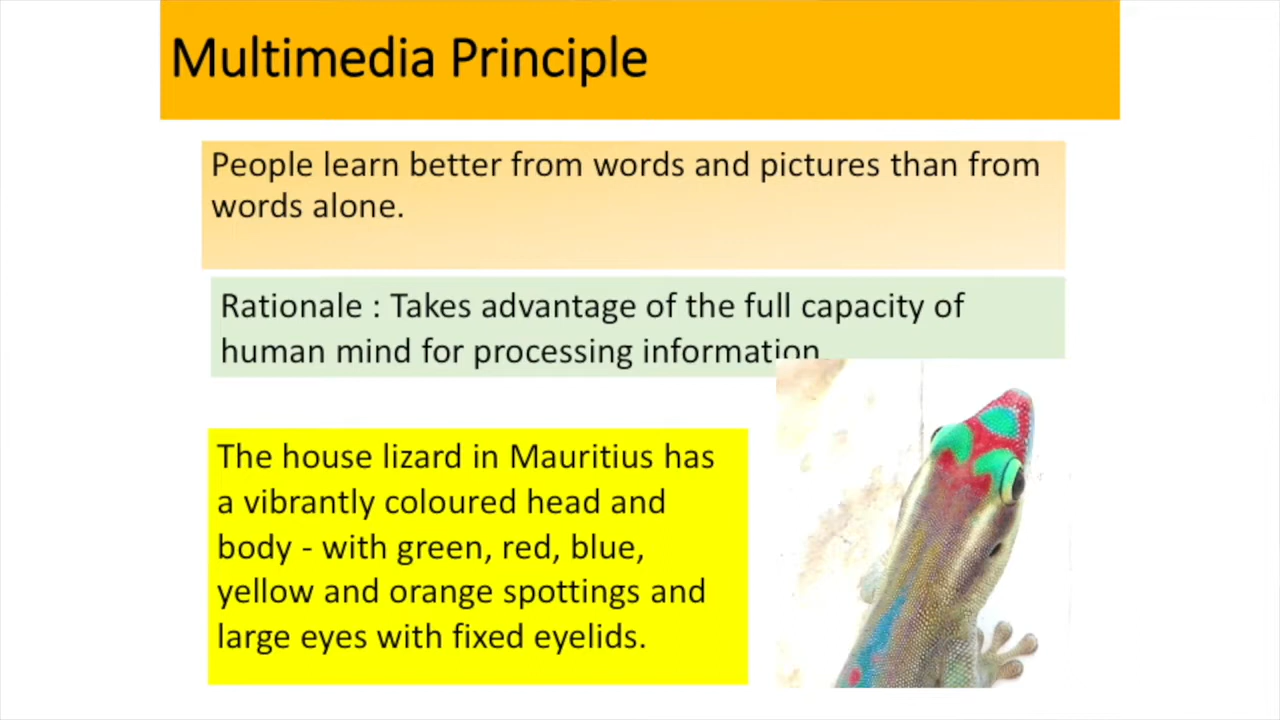 Multimedia Principle
People learn better from words and pictures than from
words alone.
Rationale : Takes advantage of the full capacity of
human mind for processing information
The house lizard in Mauritius has
a vibrantly coloured head and
body - with green, red, blue,
yellow and orange spottings and
large eyes with fixed eyelids.